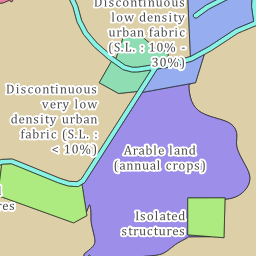 Discontinuous
low density
urban fabric
(S.L. : 10% -
30%)
Discontinuous
very low
density urban
fabric (S.L. :
< 10%)
Arable land
(annual crops)
Isolated
structures